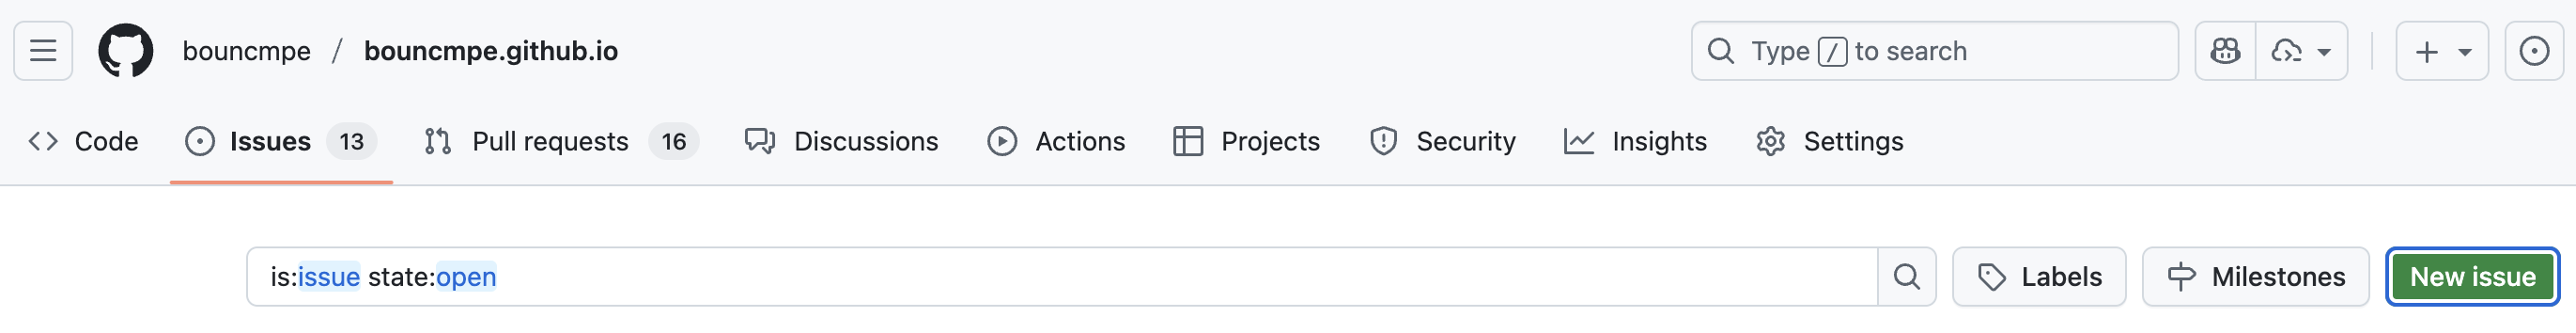 bouncmpe / bouncmpe.github.io Type / to search
Code Issues 13 Pull requests 16 Discussions Actions Projects Security Insights Settings
is:issue state:open Labels Milestones New issue